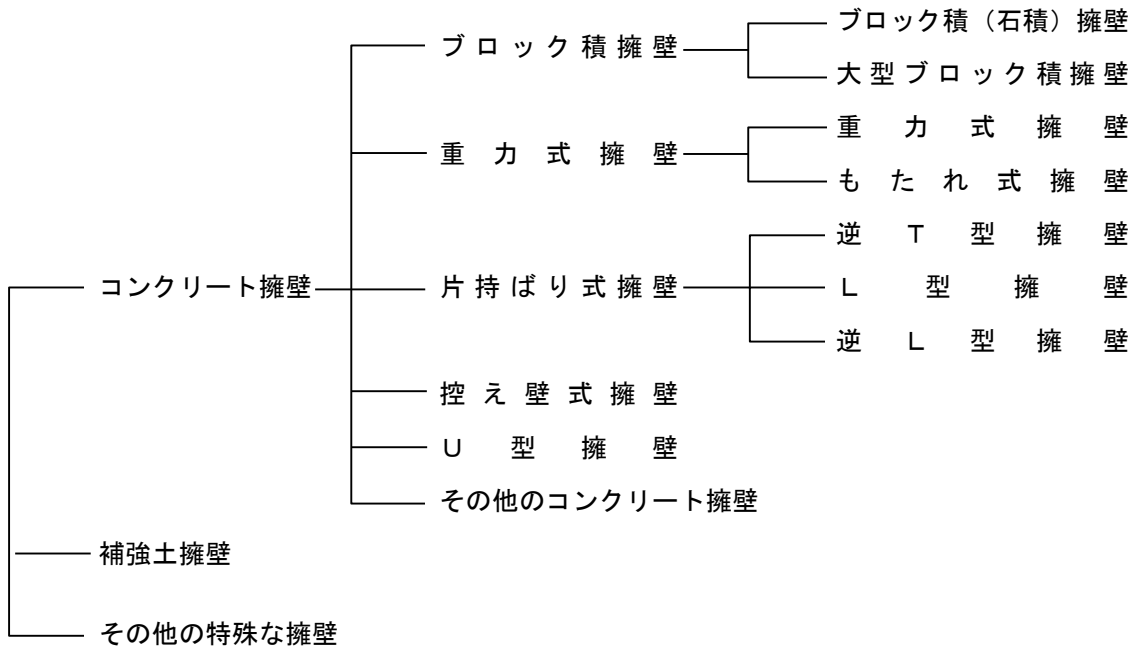 ブロック積擁壁
ブロック積（石積）擁壁
大型ブロック積擁壁
重力式擁壁
重力式擁壁
もたれ式擁壁
コンクリート擁壁
片持ばり式擁壁
逆T型擁壁
L型擁壁
逆L型擁壁
控え壁式擁壁
U型擁壁
その他のコンクリート擁壁
補強土擁壁
その他の特殊な擁壁